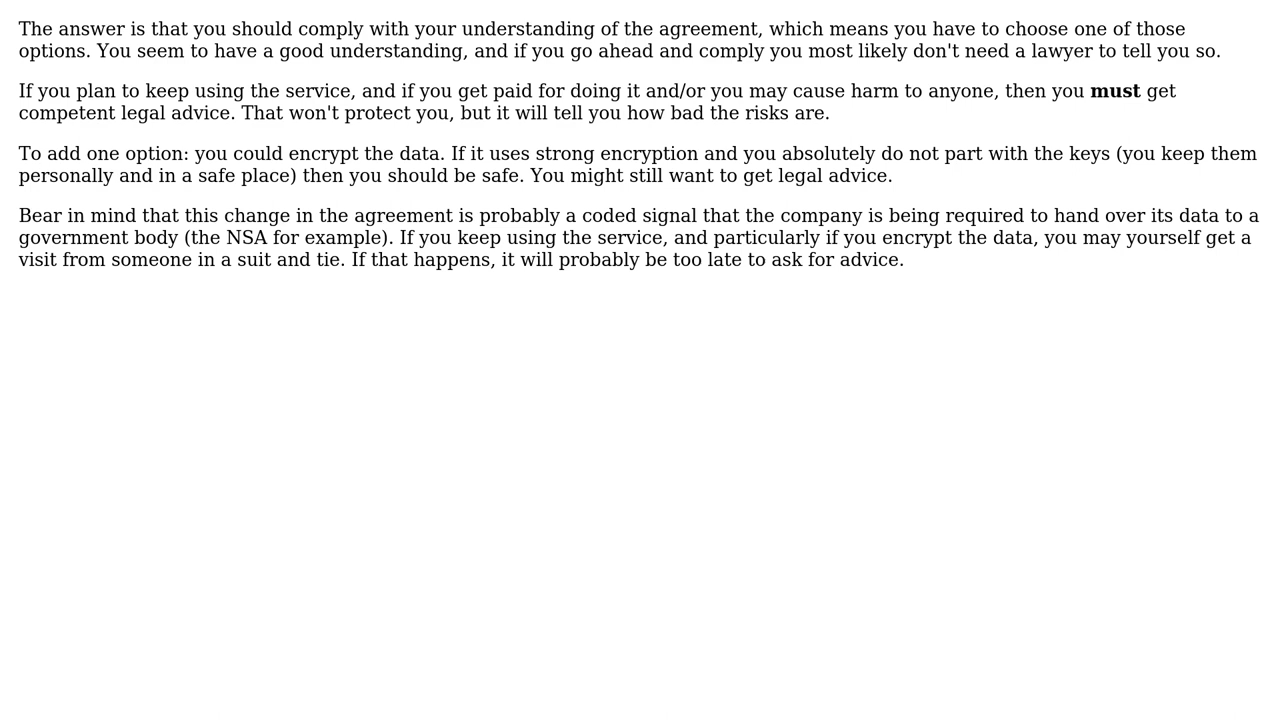 The answer is that you should comply with your understanding of the agreement, which means you have to choose one of those
options. You seem to have a good understanding, and if you go ahead and comply you most likely don't need a lawyer to tell you so.
If you plan to keep using the service, and if you get paid for doing it and/or you may cause harm to anyone, then you must get
competent legal advice. That won't protect you, but it will tell you how bad the risks are.
To add one option: you could encrypt the data. If it uses strong encryption and you absolutely do not part with the keys (you keep them
personally and in a safe place) then you should be safe. You might still want to get legal advice.
Bear in mind that this change in the agreement is probably a coded signal that the company is being required to hand over its data to a
government body (the NSA for example). If you keep using the service, and particularly if you encrypt the data, you may yourself get a
visit from someone in a suit and tie. If that happens, it will probably be too late to ask for advice.